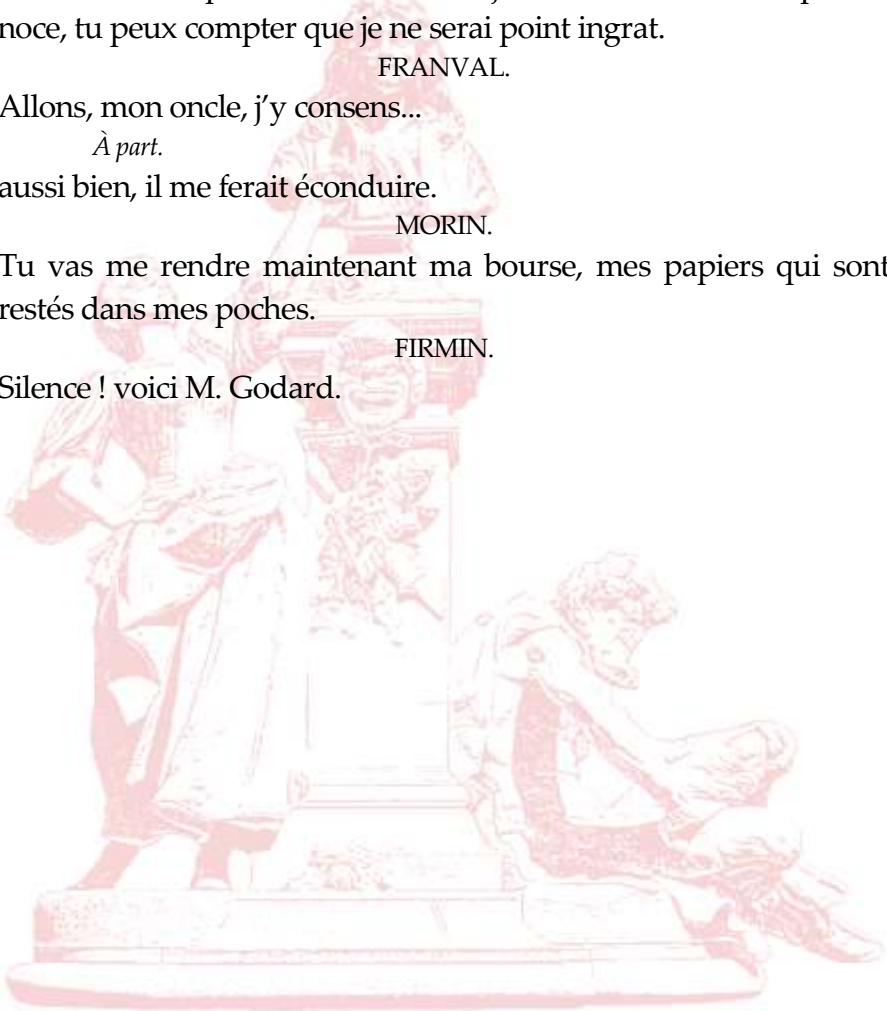 noce, tu peux compter que je ne serai point ingrat.
FRANVAL.
Allons, mon oncle, j’y consens...
À part.
aussi bien, il me ferait éconduire.
MORIN.
Tu vas me rendre maintenant ma bourse, mes papiers qui sont
restés dans mes poches.
FIRMIN.
Silence ! voici M. Godard.